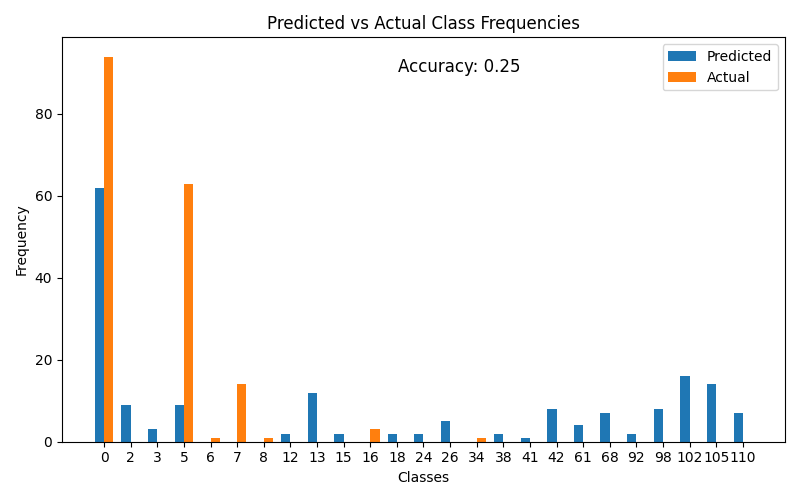 Predicted vs Actual Class Frequencies
Accuracy: 0.25
Predicted
Actual
Frequency
80
60
40
20
0
0 2 3 5 6 7 8 12 13 15 16 18 24 26 34 38 41 42 61 68 92 98 102 105 110
Classes